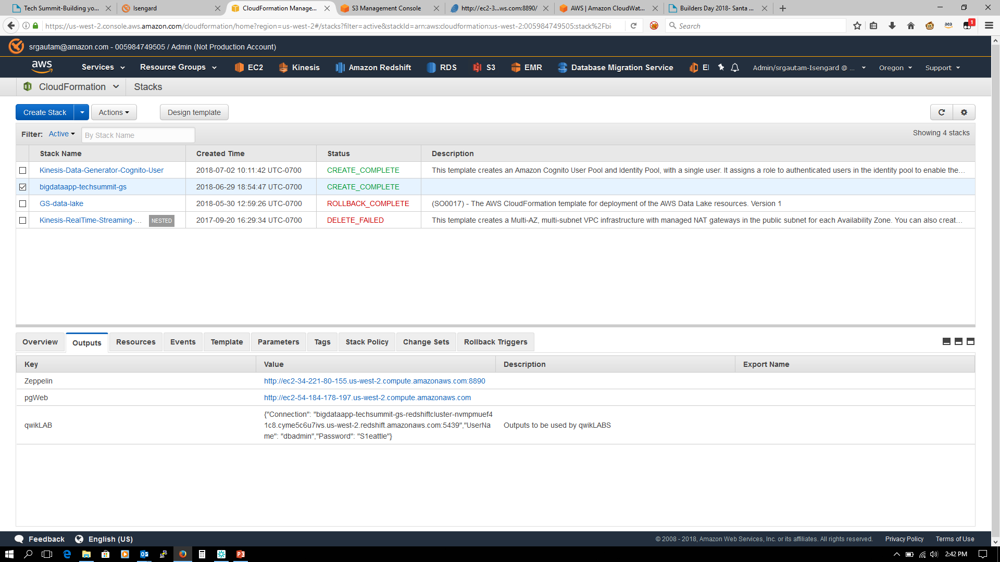 Tech Summit-Building yo...
Isengard
CloudFormation Manage...
S3 Management Console
http://ec2-3...ws.com:8890/
AWS | Amazon CloudWat...
Builders Day 2018- Santa ...
https://us-west-2.console.aws.amazon.com/cloudformation/home?region=us-west-2#/stacks?filter=active&stackId=arn:aws:cloudformation:us-west-2:005984749505:stack%2Fbi
Search
aea
1
srgautam@amazon.com - 005984749505 / Admin (Not Production Account)
aws
Services
Resource Groups
EC2
Kinesis
Amazon Redshift
RDS
S3
EMR
Database Migration Service
El
Admin/srgautam-Isengard @ ...
Oregon
Support
CloudFormation
Stacks
Create Stack
Actions
Design template
Filter: Active
By Stack Name
Showing 4 stacks
Stack Name Created Time Status Description
Kinesis-Data-Generator-Cognito-User 2018-07-02 10:11:42 UTC-0700 CREATE_COMPLETE This template creates an Amazon Cognito User Pool and Identity Pool, with a single user. It assigns a role to authenticated users in the identity pool to enable the...
bigdataapp-techsummit-gs 2018-06-29 18:54:47 UTC-0700 CREATE_COMPLETE
GS-data-lake 2018-05-30 12:59:26 UTC-0700 ROLLBACK_COMPLETE (SO0017) - The AWS CloudFormation template for deployment of the AWS Data Lake resources. Version 1
Kinesis-RealTime-Streaming-... NESTED 2017-09-20 16:29:34 UTC-0700 DELETE_FAILED This template creates a Multi-AZ, multi-subnet VPC infrastructure with managed NAT gateways in the public subnet for each Availability Zone. You can also creat...
Overview Outputs Resources Events Template Parameters Tags Stack Policy Change Sets Rollback Triggers
Key Value Description Export Name
Zeppelin http://ec2-34-221-80-155.us-west-2.compute.amazonaws.com:8890
pgWeb http://ec2-54-184-178-197.us-west-2.compute.amazonaws.com
{"Connection": "bigdataapp-techsummit-gs-redshiftcluster-nvmpmuef4
qwikLAB 1c8.cyme5c6u7ivs.us-west-2.redshift.amazonaws.com:5439","UserNa Outputs to be used by qwikLABS
me": "dbadmin","Password": "S1eattle"}
Feedback
English (US)
© 2008 - 2018, Amazon Web Services, Inc. or its affiliates. All rights reserved.
Privacy Policy
Terms of Use
2:42 PM